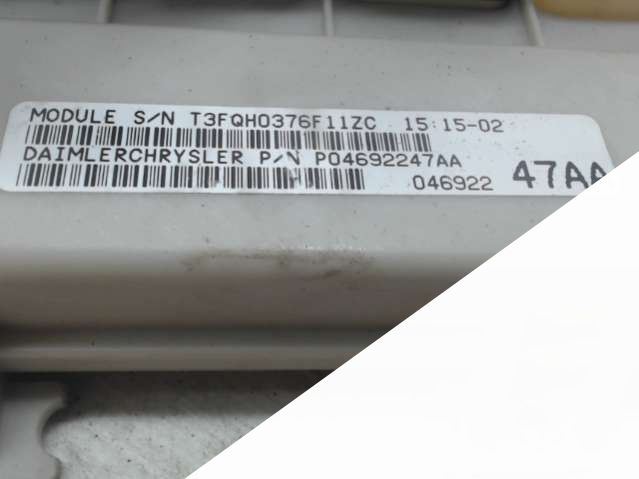 MODULE S/N T3FQH0376F11ZC 15:15-02
DAIMLERCHRYSLER P/N P04692247AA
046922 47AA